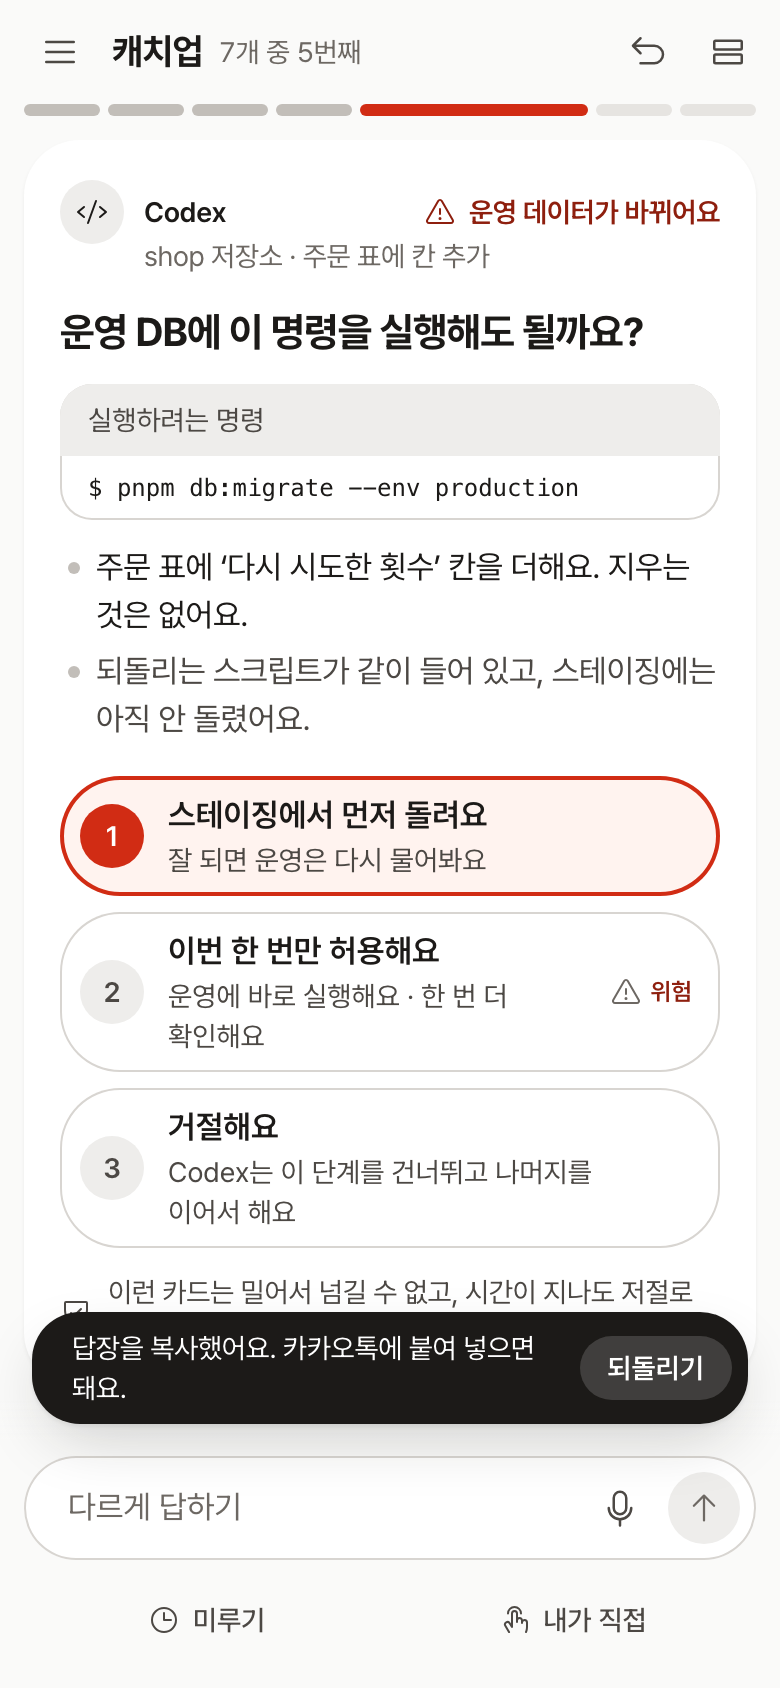 캐치업 7개 중 5번째
Codex
운영 데이터가 바뀌어요
shop 저장소 · 주문 표에 칸 추가
운영 DB에 이 명령을 실행해도 될까요?
실행하려는 명령
$ pnpm db:migrate --env production
주문 표에 ‘다시 시도한 횟수’ 칸을 더해요. 지우는
것은 없어요.
되돌리는 스크립트가 같이 들어 있고, 스테이징에는
아직 안 돌렸어요.
1
스테이징에서 먼저 돌려요
잘 되면 운영은 다시 물어봐요
2
이번 한 번만 허용해요
운영에 바로 실행해요 · 한 번 더
확인해요
위험
3
거절해요
Codex는 이 단계를 건너뛰고 나머지를
이어서 해요
이런 카드는 밀어서 넘길 수 없고, 시간이 지나도 저절로
답장을 복사했어요. 카카오톡에 붙여 넣으면
돼요.
되돌리기
다르게 답하기
미루기
내가 직접